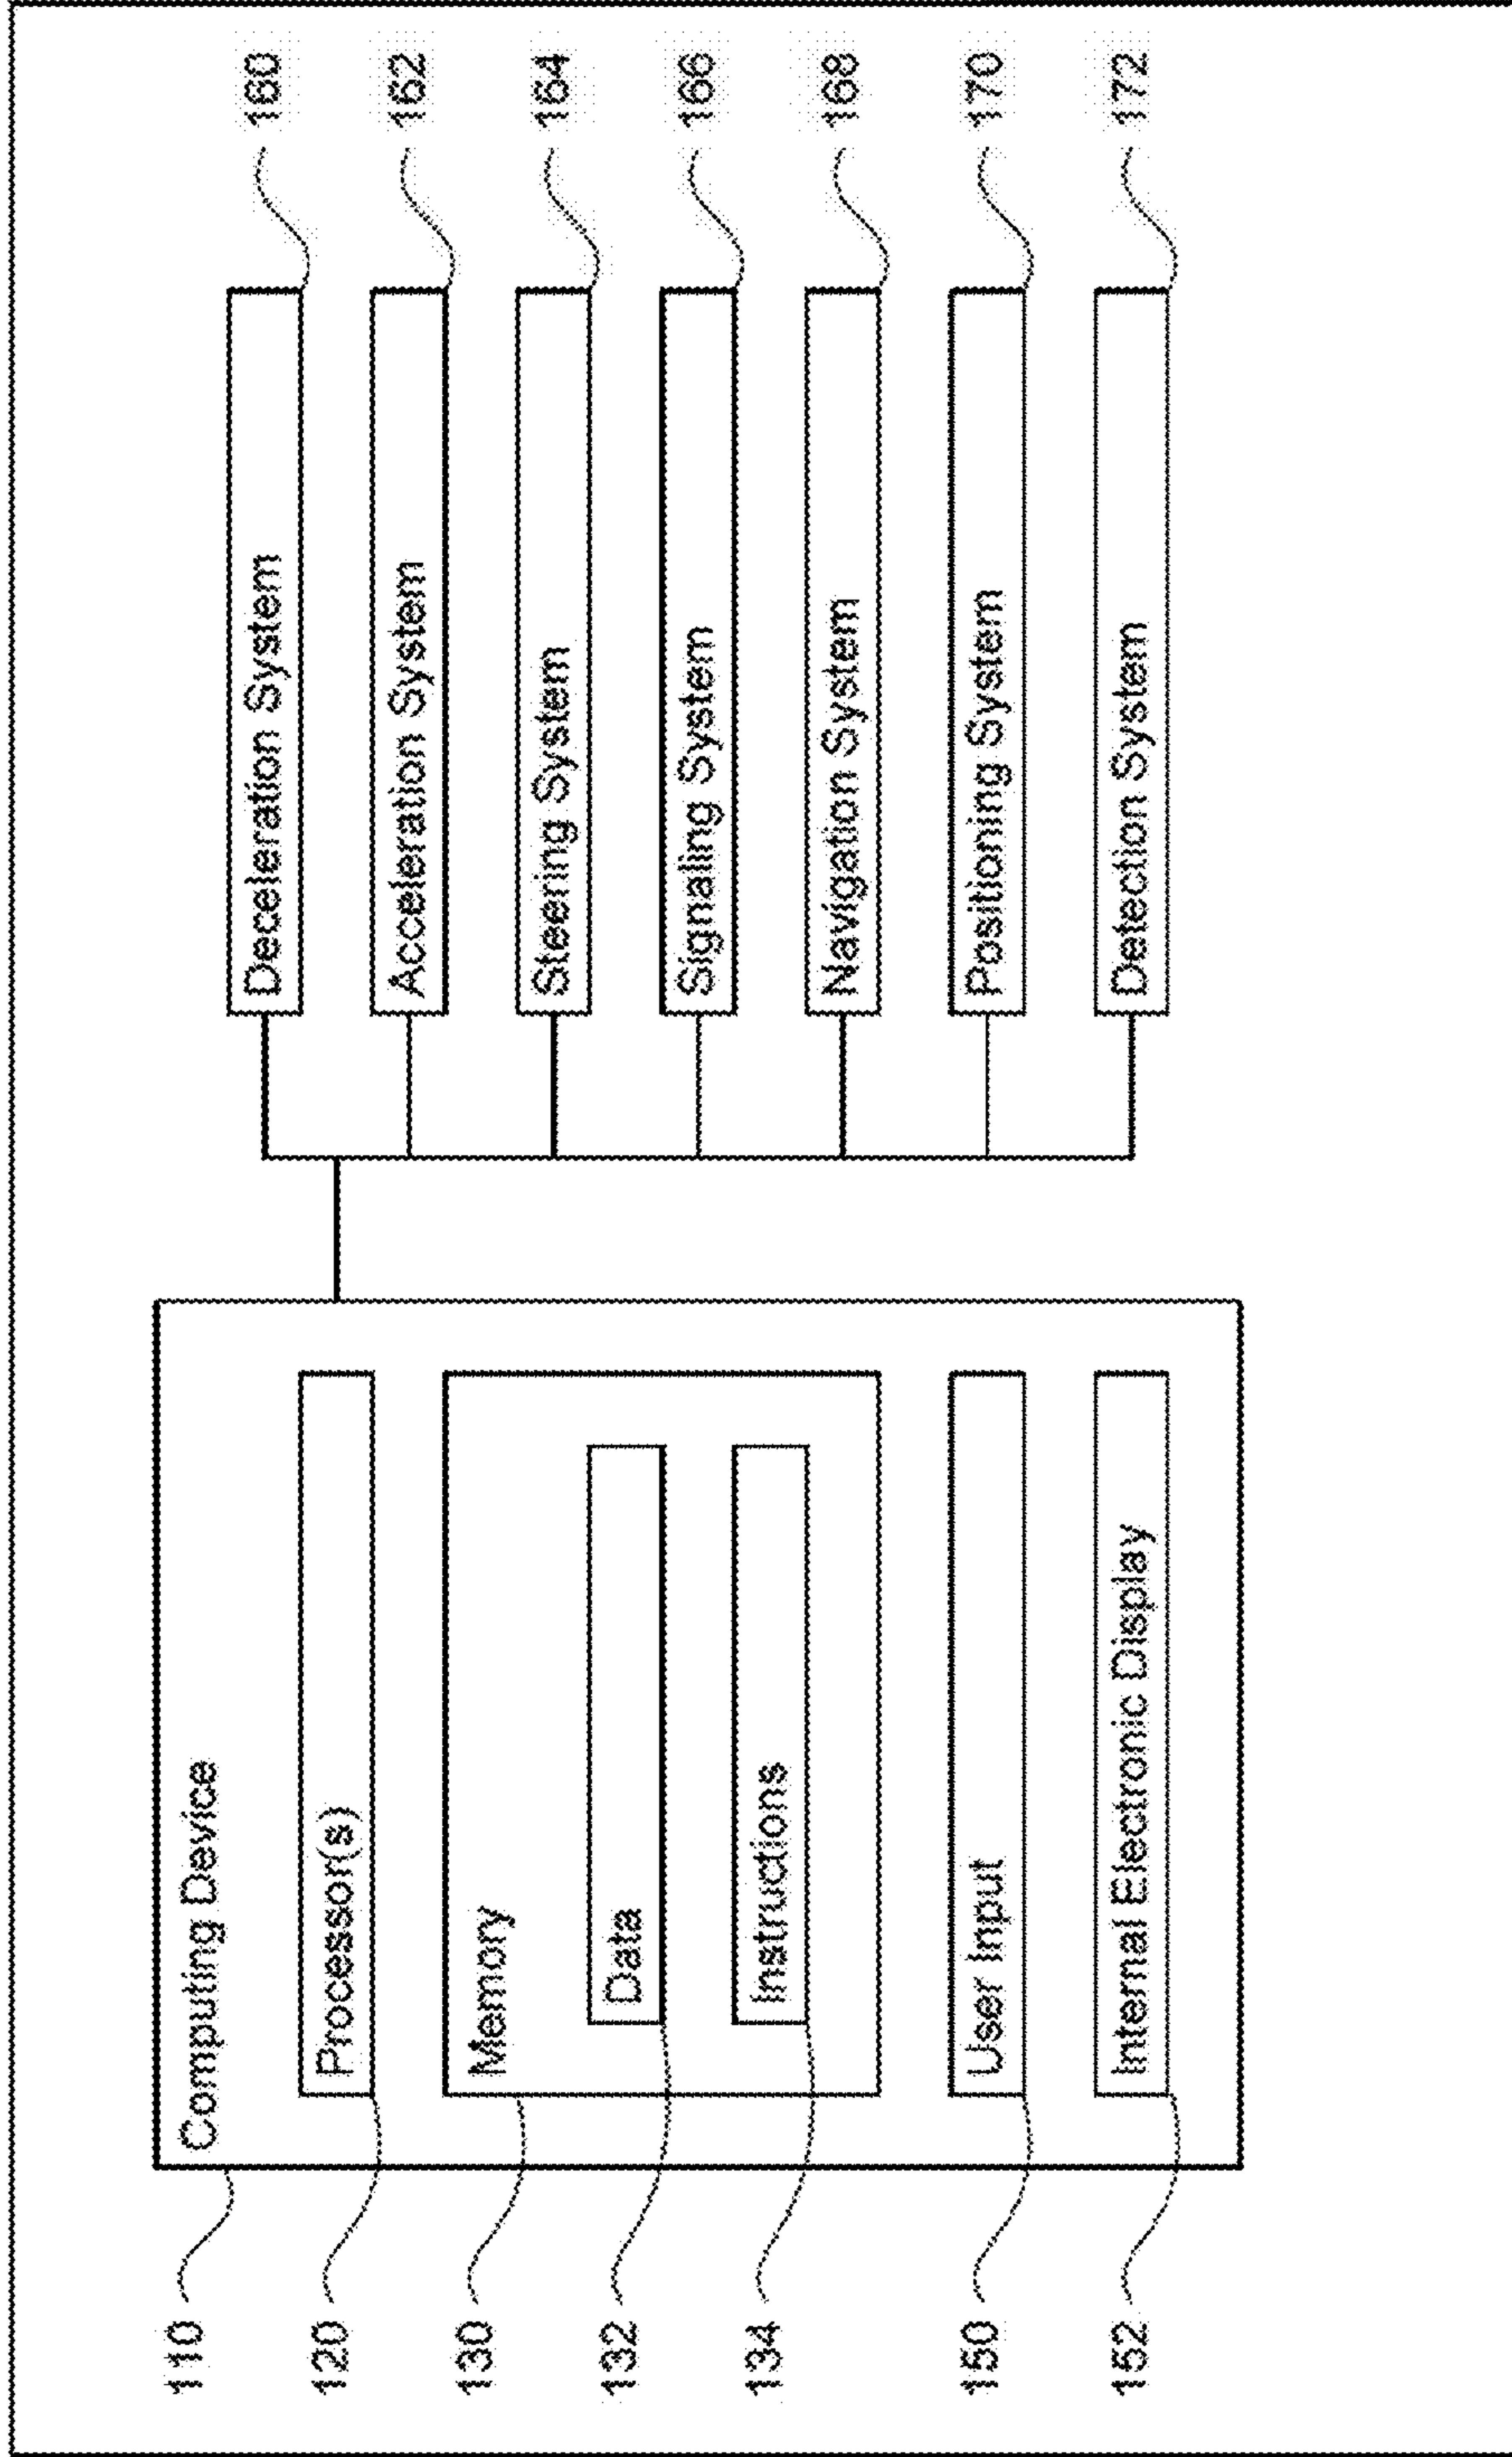 110
Computing Device
120
Processor(s)
130
Memory
132
Data
134
Instructions
150
User Input
152
Internal Electronic Display
Deceleration System
160
Acceleration System
162
Steering System
164
Signaling System
166
Navigation System
168
Positioning System
170
Detection System
172